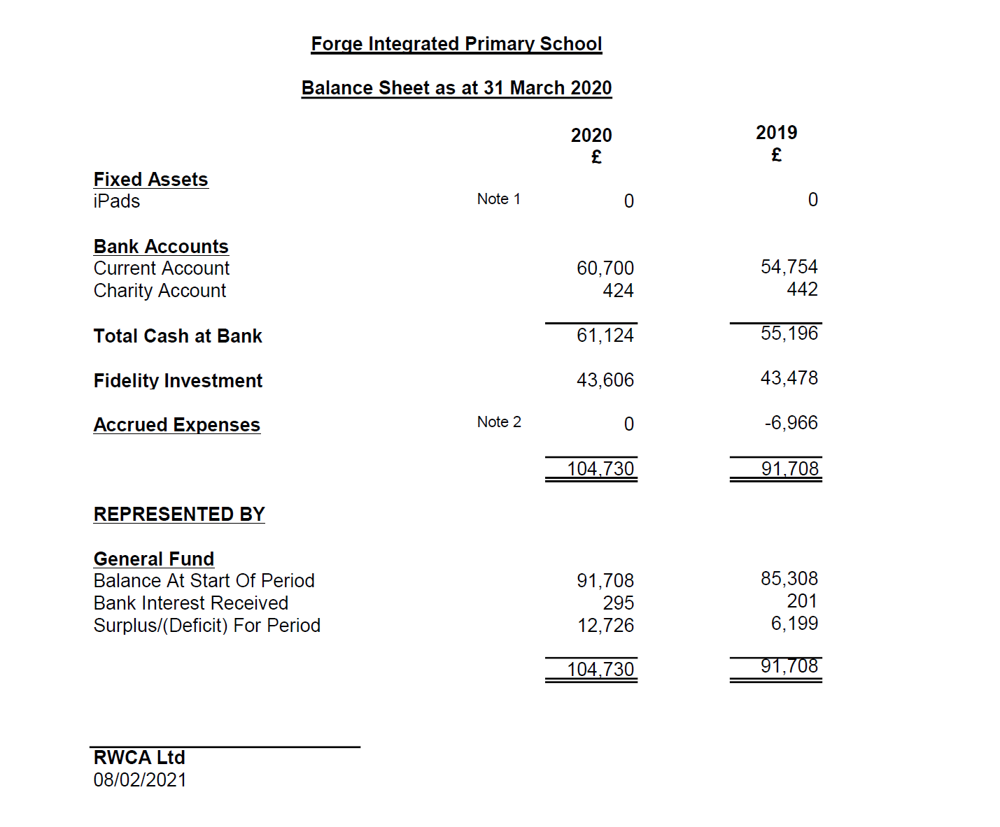 Forge Integrated Primary School
Balance Sheet as at 31 March 2020
2020 2019
£ £
Fixed Assets
iPads Note 1 0 0
Bank Accounts
Current Account 60,700 54,754
Charity Account 424 442
Total Cash at Bank 61,124 55,196
Fidelity Investment 43,606 43,478
Accrued Expenses Note 2 0 -6,966
104,730 91,708
REPRESENTED BY
General Fund
Balance At Start Of Period 91,708 85,308
Bank Interest Received 295 201
Surplus/(Deficit) For Period 12,726 6,199
104,730 91,708
RWCA Ltd
08/02/2021